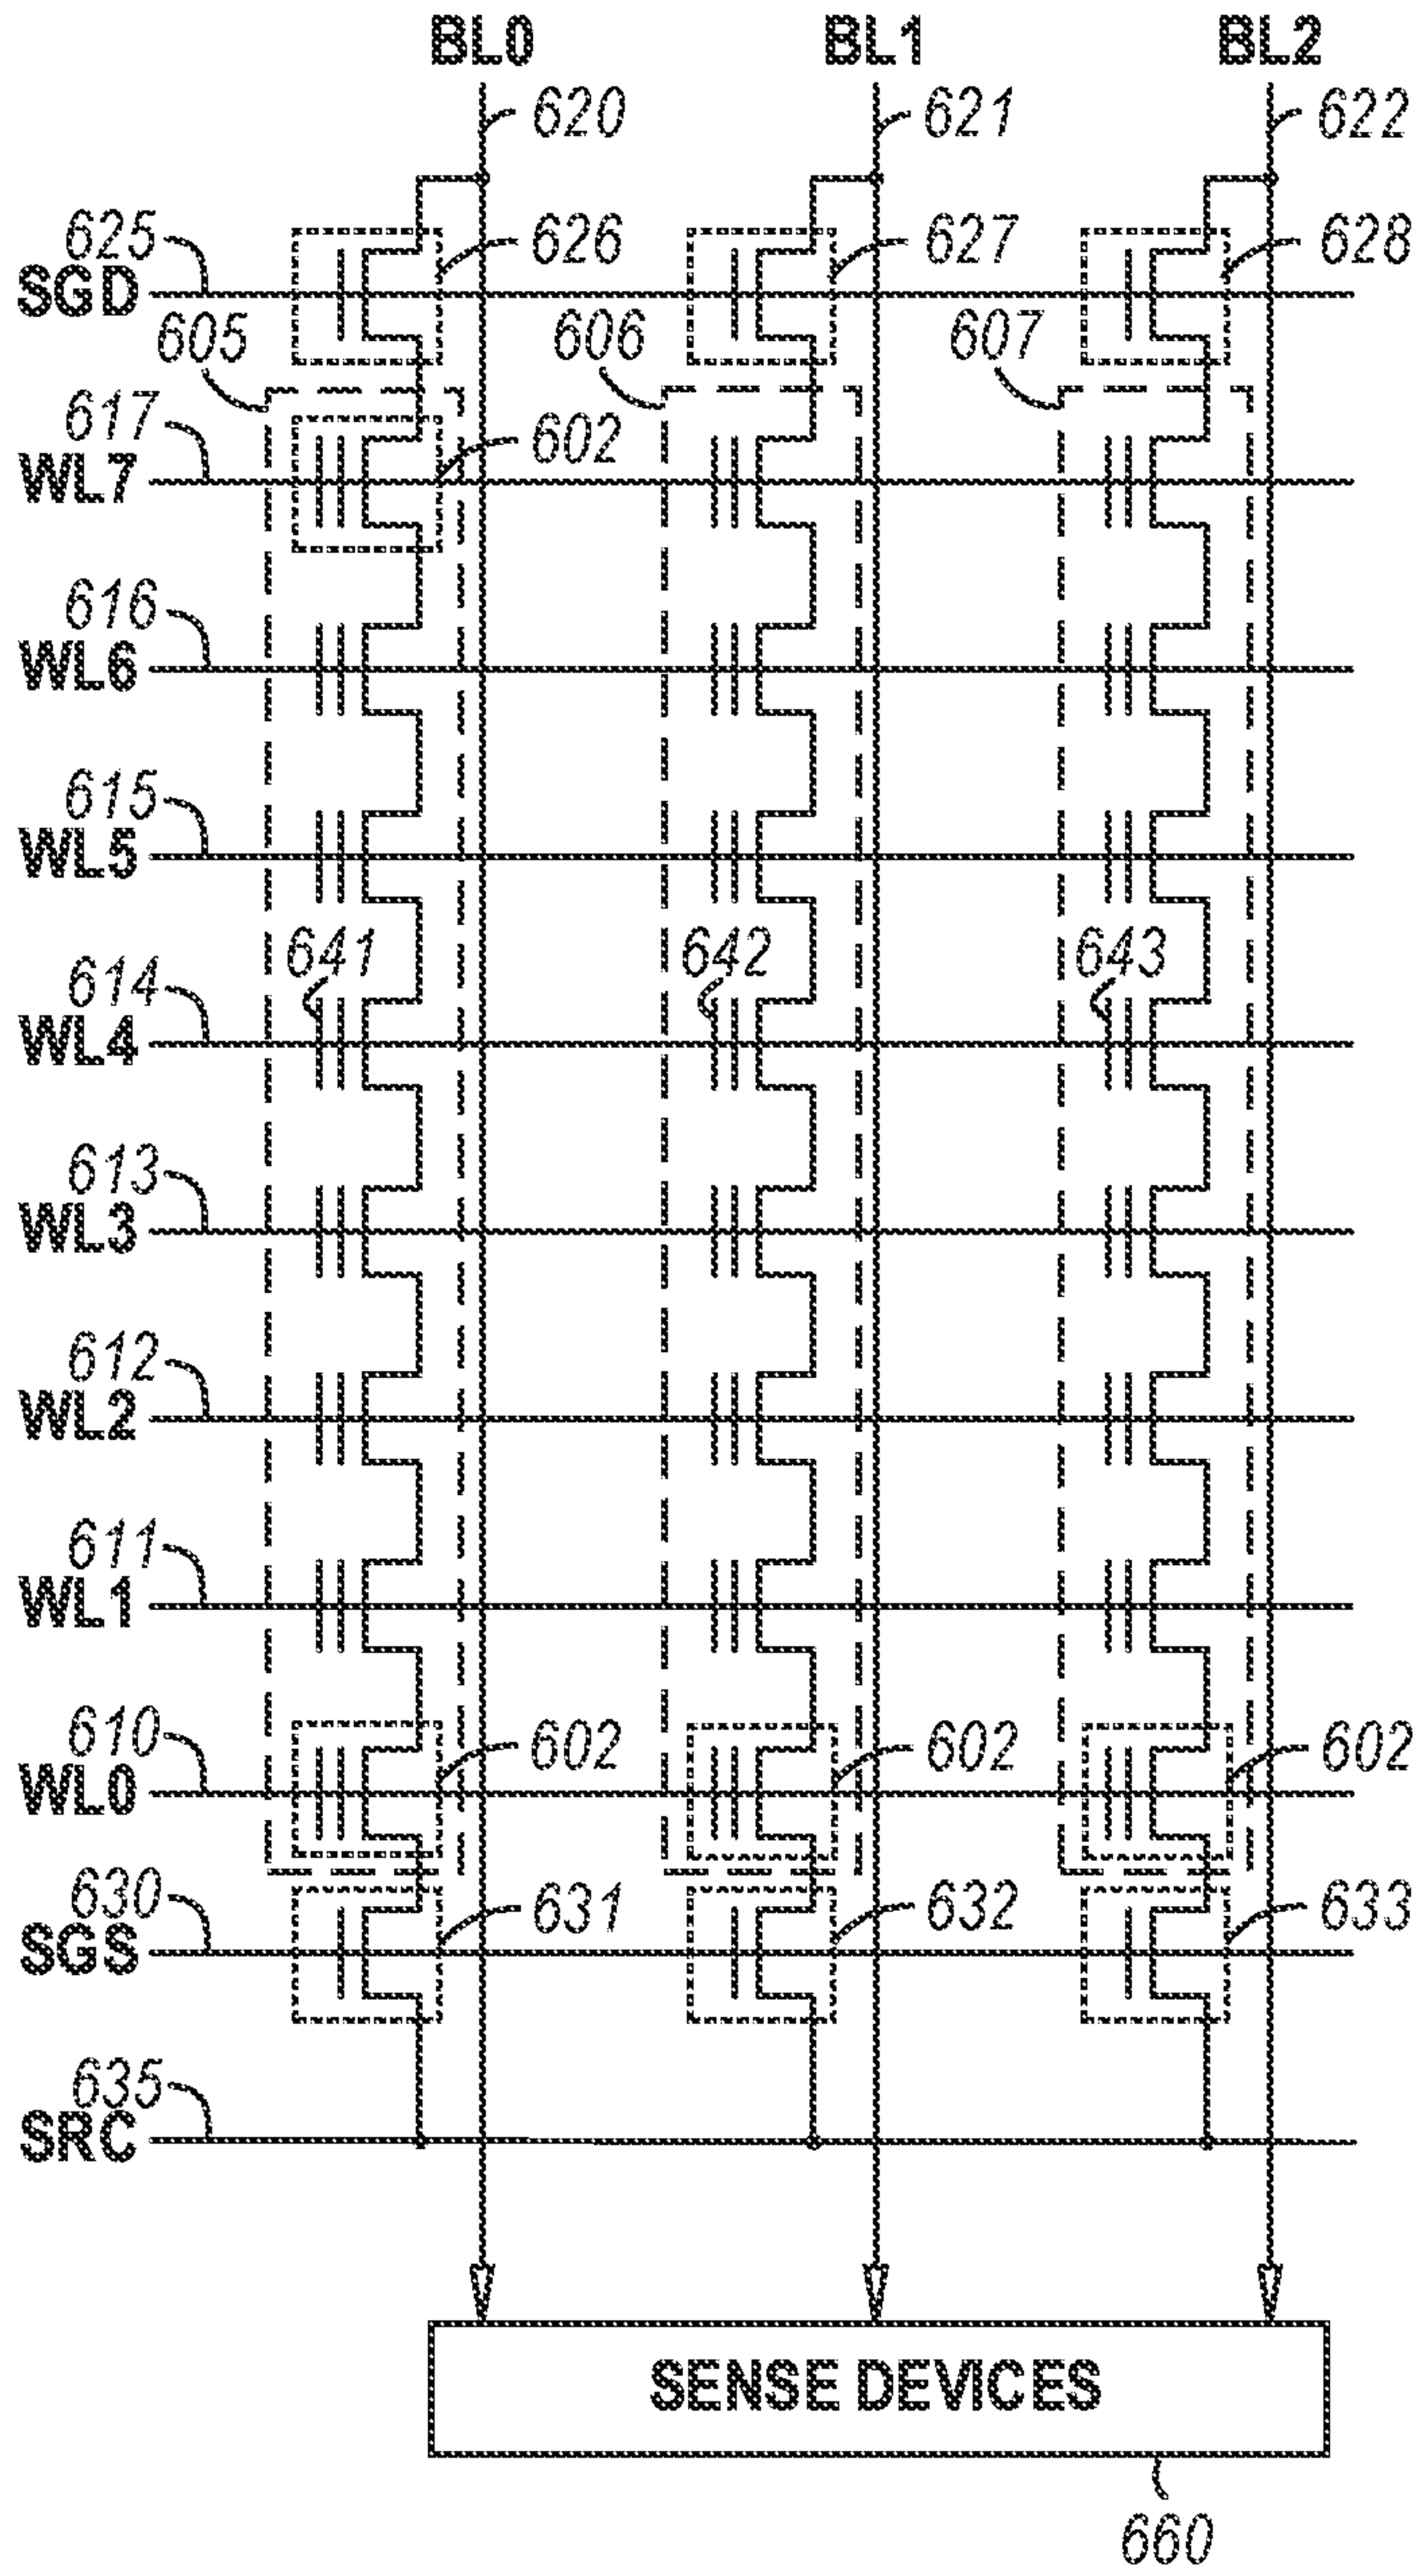 BL0 BL1 BL2
620 621 622
625 626 627 628
SGD
605 606 607
617 602
WL7
616
WL6
615
WL5
641 642 643
614
WL4
613
WL3
612
WL2
611
WL1
610 602 602 602
WL0
630 631 632 633
SGS
635
SRC
SENSE DEVICES
660